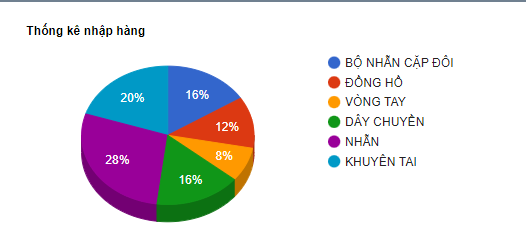 Thống kê nhập hàng
BỘ NHẪN CẶP ĐÔI
ĐỒNG HỒ
VÒNG TAY
DÂY CHUYỀN
NHẪN
KHUYÊN TAI
16%
12%
8%
16%
28%
20%